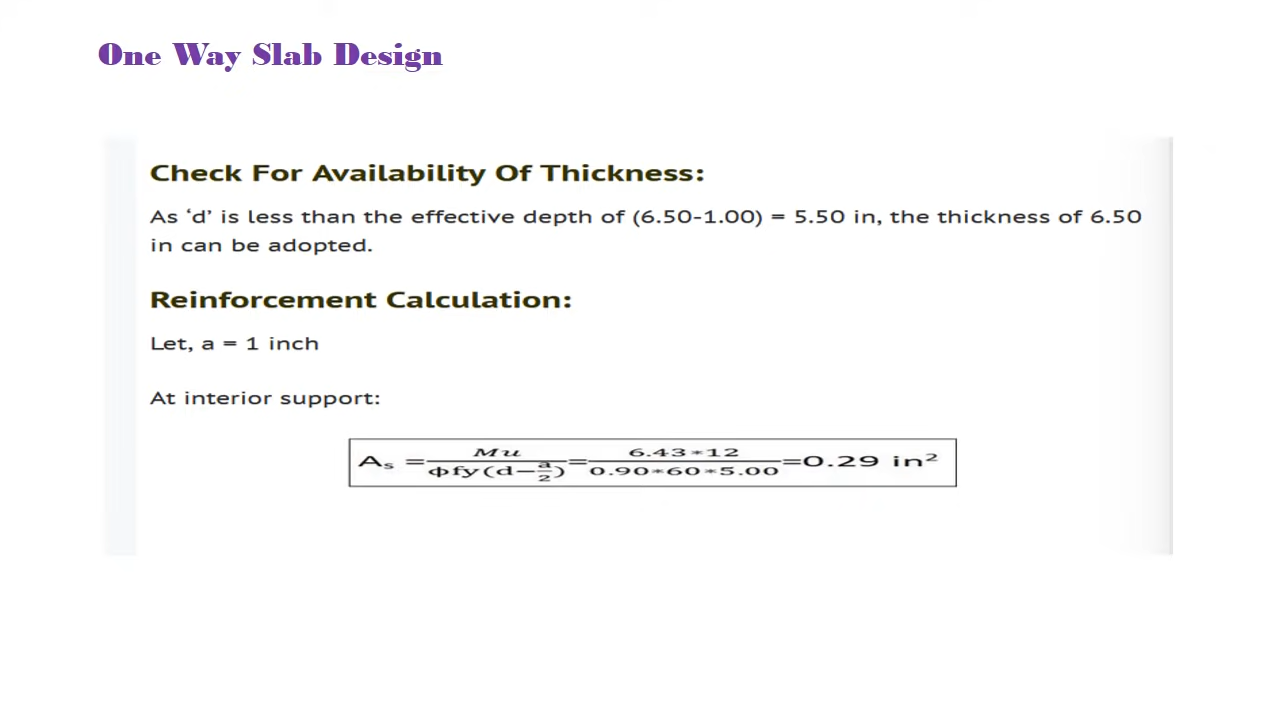 One Way Slab Design
Check For Availability Of Thickness:
As ‘d’ is less than the effective depth of (6.50-1.00) = 5.50 in, the thickness of 6.50
in can be adopted.
Reinforcement Calculation:
Let, a = 1 inch
At interior support:
As = Mu / ϕfy(d−a/2) = 6.43*12 / 0.90*60*5.00 =0.29 in²